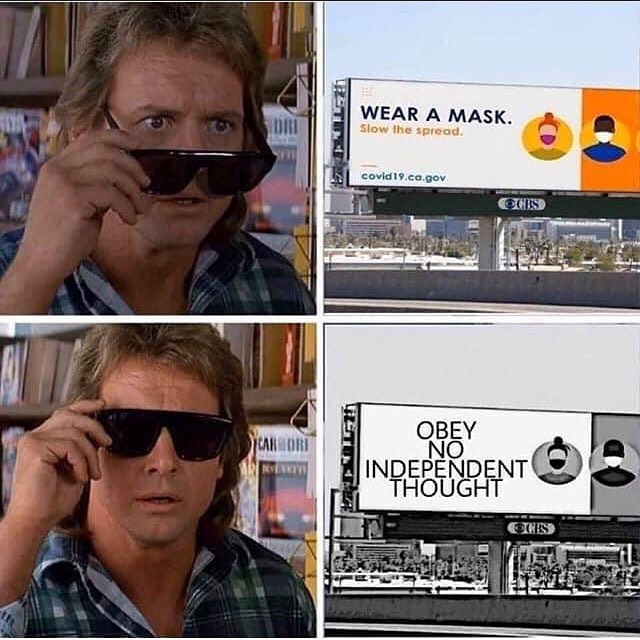 WEAR A MASK.
Slow the spread.
covid19.ca.gov
CBS
OBEY
NO
INDEPENDENT
THOUGHT
CBS